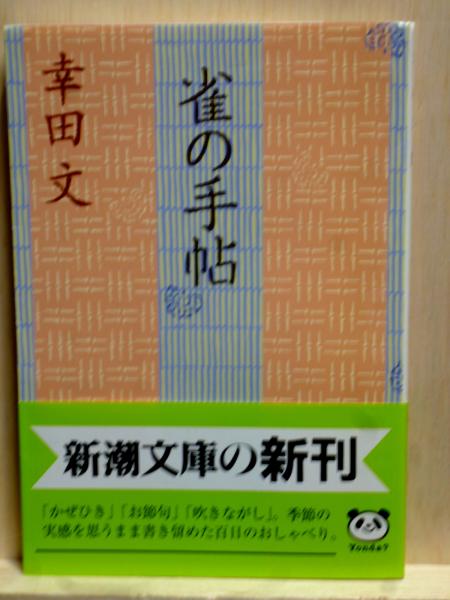 幸田文
雀の手帖
新潮文庫の新刊
「かぜひき」「お節句」「吹きながし」。季節の
実感を思うまま書き留めた百日のおしゃべり。
Yonda?